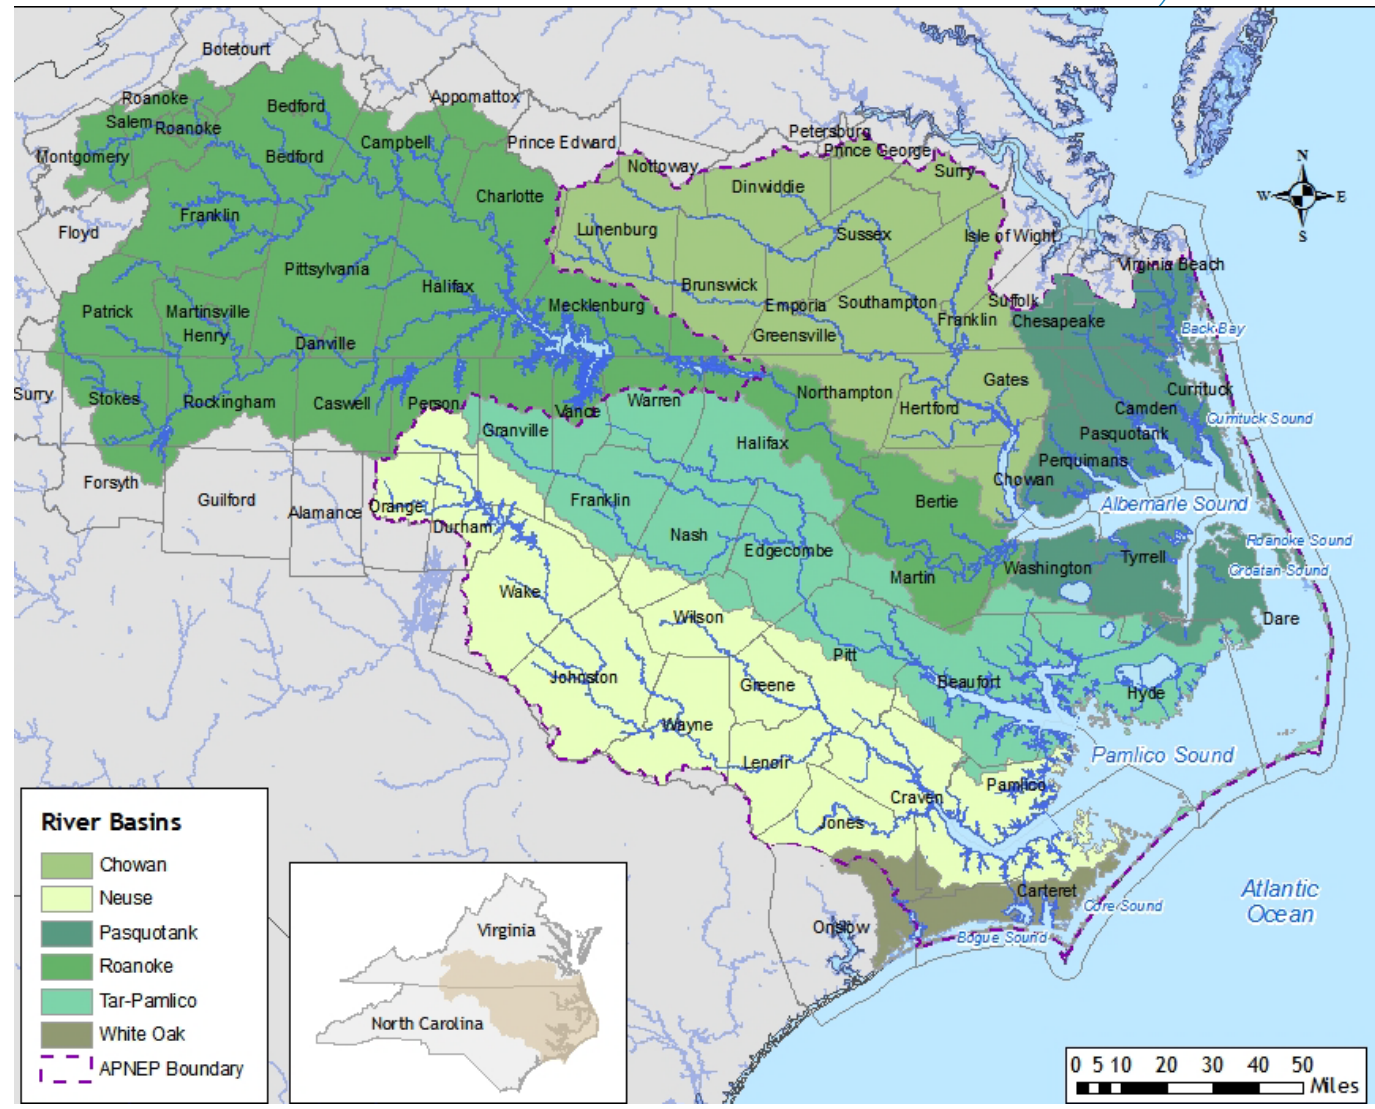 Botetourt
Roanoke
Bedford
Appomattox
Salem
Roanoke
Petersburg
Campbell
Prince Edward
Prince George
Montgomery
Bedford
Nottoway
Surry
Charlotte
Dinwiddie
N
W
E
S
Franklin
Floyd
Lunenburg
Sussex
Isle of Wight
Pittsylvania
Virginia Beach
Halifax
Brunswick
Mecklenburg
Emporia
Southampton
Suffolk
Patrick
Martinsville
Franklin
Chesapeake
Back Bay
Henry
Danville
Greensville
Surry
Stokes
Rockingham
Caswell
Person
Vance
Warren
Northampton
Hertford
Gates
Currituck
Camden
Currituck Sound
Granville
Halifax
Pasquotank
Perquimans
Forsyth
Guilford
Alamance
Orange
Durham
Franklin
Nash
Edgecombe
Bertie
Chowan
Albemarle Sound
Roanoke Sound
Tyrrell
Washington
Croatan Sound
Martin
Wake
Wilson
Dare
Pitt
Johnston
Greene
Beaufort
Hyde
Wayne
Lenoir
Pamlico Sound
Pamlico
Craven
Jones
Carteret
Core Sound
Onslow
Bogue Sound
Atlantic
Ocean
River Basins
Chowan
Neuse
Pasquotank
Roanoke
Tar-Pamlico
White Oak
APNEP Boundary
Virginia
North Carolina
0 5 10 20 30 40 50
Miles